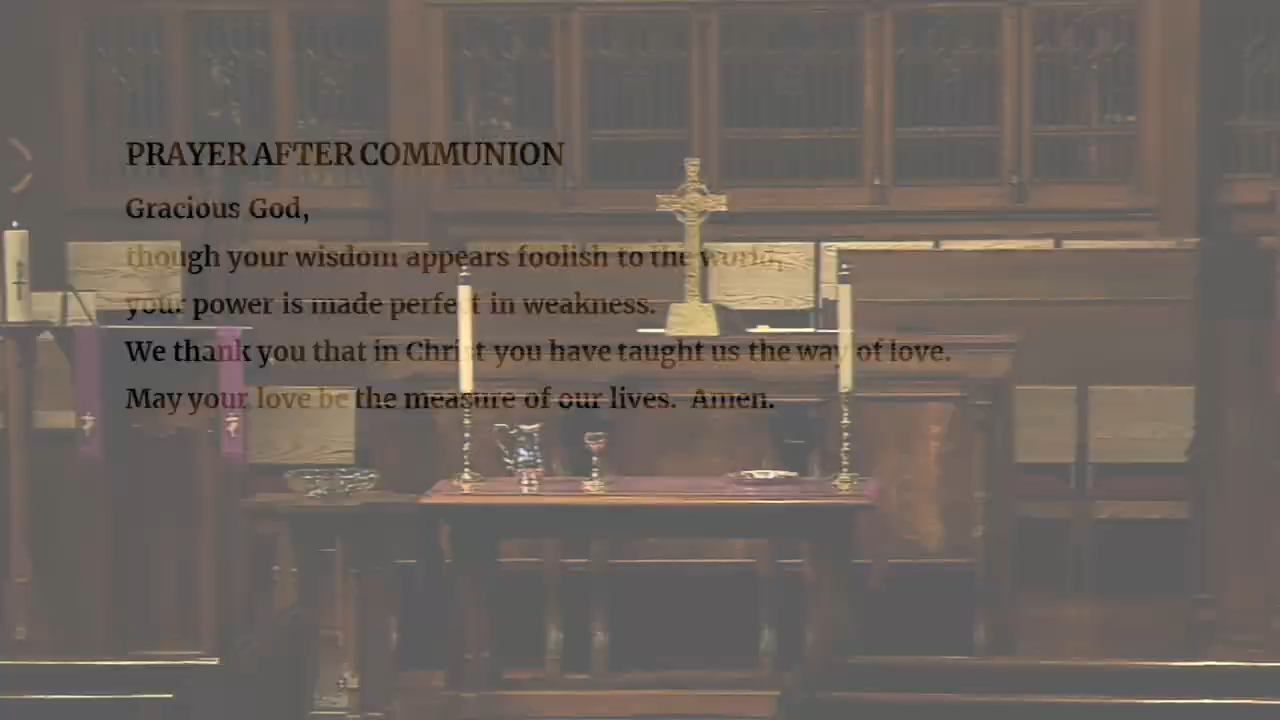 PRAYER AFTER COMMUNION
Gracious God,
though your wisdom appears foolish to the world,
your power is made perfect in weakness.
We thank you that in Christ you have taught us the way of love.
May your love be the measure of our lives.  Amen.